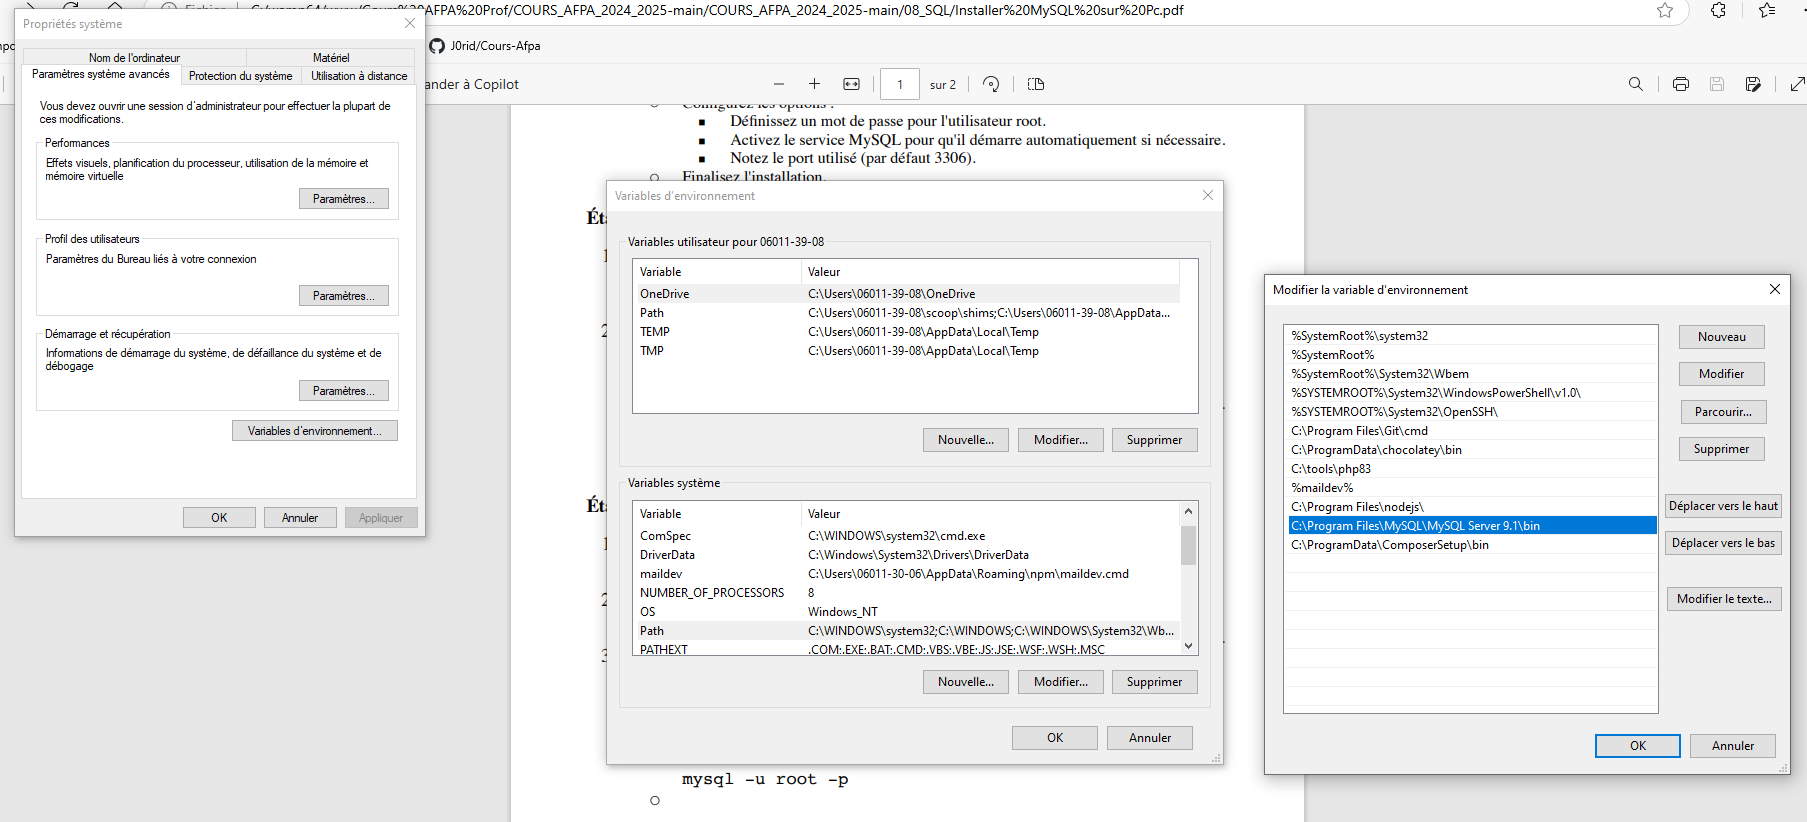 C:/wamp64/www/Cours%20AFPA%20Prof/COURS_AFPA_2024_2025-main/COURS_AFPA_2024_2025-main/08_SQL/Installer%20MySQL%20sur%20Pc.pdf
J0rid/Cours-Afpa
ander à Copilot
1 sur 2
Configurez les options :
Définissez un mot de passe pour l'utilisateur root.
Activez le service MySQL pour qu'il démarre automatiquement si nécessaire.
Notez le port utilisé (par défaut 3306).
Finalisez l'installation.
mysql -u root -p
Propriétés système
Nom de l'ordinateur
Matériel
Paramètres système avancés
Protection du système
Utilisation à distance
Vous devez ouvrir une session d'administrateur pour effectuer la plupart de
ces modifications.
Performances
Effets visuels, planification du processeur, utilisation de la mémoire et
mémoire virtuelle
Paramètres...
Profil des utilisateurs
Paramètres du Bureau liés à votre connexion
Paramètres...
Démarrage et récupération
Informations de démarrage du système, de défaillance du système et de
débogage
Paramètres...
Variables d'environnement...
OK
Annuler
Appliquer
Variables d'environnement
Variables utilisateur pour 06011-39-08
Variable Valeur
OneDrive C:\Users\06011-39-08\OneDrive
Path C:\Users\06011-39-08\scoop\shims;C:\Users\06011-39-08\AppData...
TEMP C:\Users\06011-39-08\AppData\Local\Temp
TMP C:\Users\06011-39-08\AppData\Local\Temp
Nouvelle...
Modifier...
Supprimer
Variables système
Variable Valeur
ComSpec C:\WINDOWS\system32\cmd.exe
DriverData C:\Windows\System32\Drivers\DriverData
maildev C:\Users\06011-30-06\AppData\Roaming\npm\maildev.cmd
NUMBER_OF_PROCESSORS 8
OS Windows_NT
Path C:\WINDOWS\system32;C:\WINDOWS;C:\WINDOWS\System32\Wb...
PATHEXT .COM;.EXE;.BAT;.CMD;.VBS;.VBE;.JS;.JSE;.WSF;.WSH;.MSC
Nouvelle...
Modifier...
Supprimer
OK
Annuler
Modifier la variable d'environnement
%SystemRoot%\system32
%SystemRoot%
%SystemRoot%\System32\Wbem
%SYSTEMROOT%\System32\WindowsPowerShell\v1.0\
%SYSTEMROOT%\System32\OpenSSH\
C:\Program Files\Git\cmd
C:\ProgramData\chocolatey\bin
C:\tools\php83
%maildev%
C:\Program Files\nodejs\
C:\Program Files\MySQL\MySQL Server 9.1\bin
C:\ProgramData\ComposerSetup\bin
Nouveau
Modifier
Parcourir...
Supprimer
Déplacer vers le haut
Déplacer vers le bas
Modifier le texte...
OK
Annuler